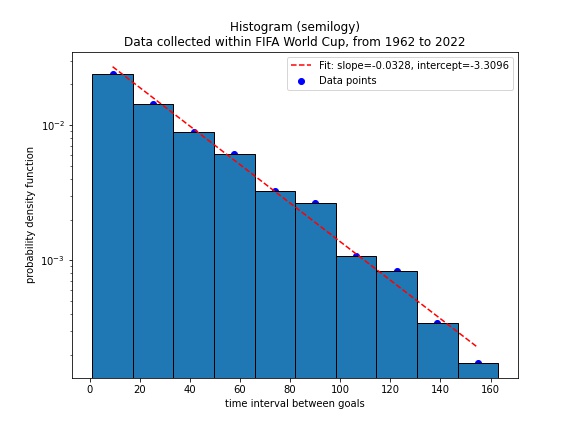 Histogram (semilogy)
Data collected within FIFA World Cup, from 1962 to 2022
Fit: slope=-0.0328, intercept=-3.3096
Data points
10⁻²
10⁻³
probability density function
0 20 40 60 80 100 120 140 160
time interval between goals